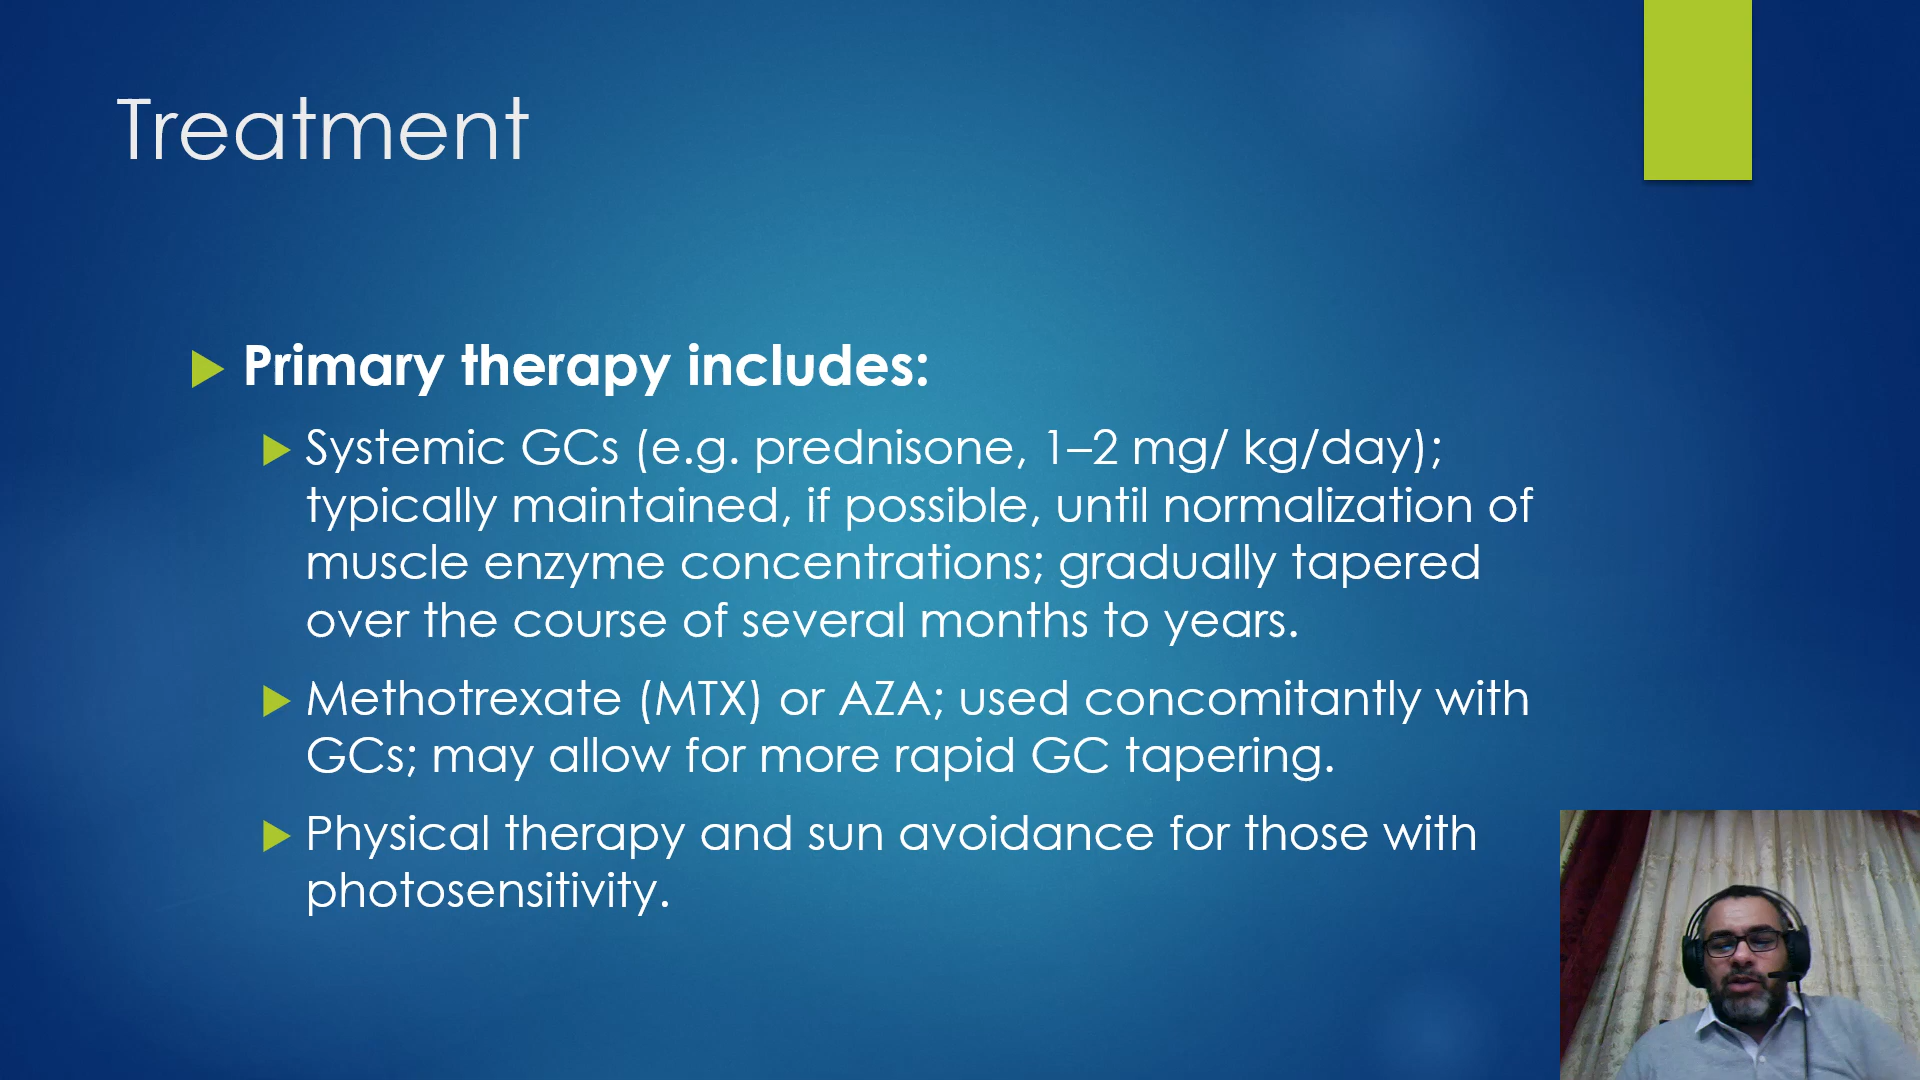 Treatment
Primary therapy includes:
Systemic GCs (e.g. prednisone, 1–2 mg/ kg/day);
typically maintained, if possible, until normalization of
muscle enzyme concentrations; gradually tapered
over the course of several months to years.
Methotrexate (MTX) or AZA; used concomitantly with
GCs; may allow for more rapid GC tapering.
Physical therapy and sun avoidance for those with
photosensitivity.